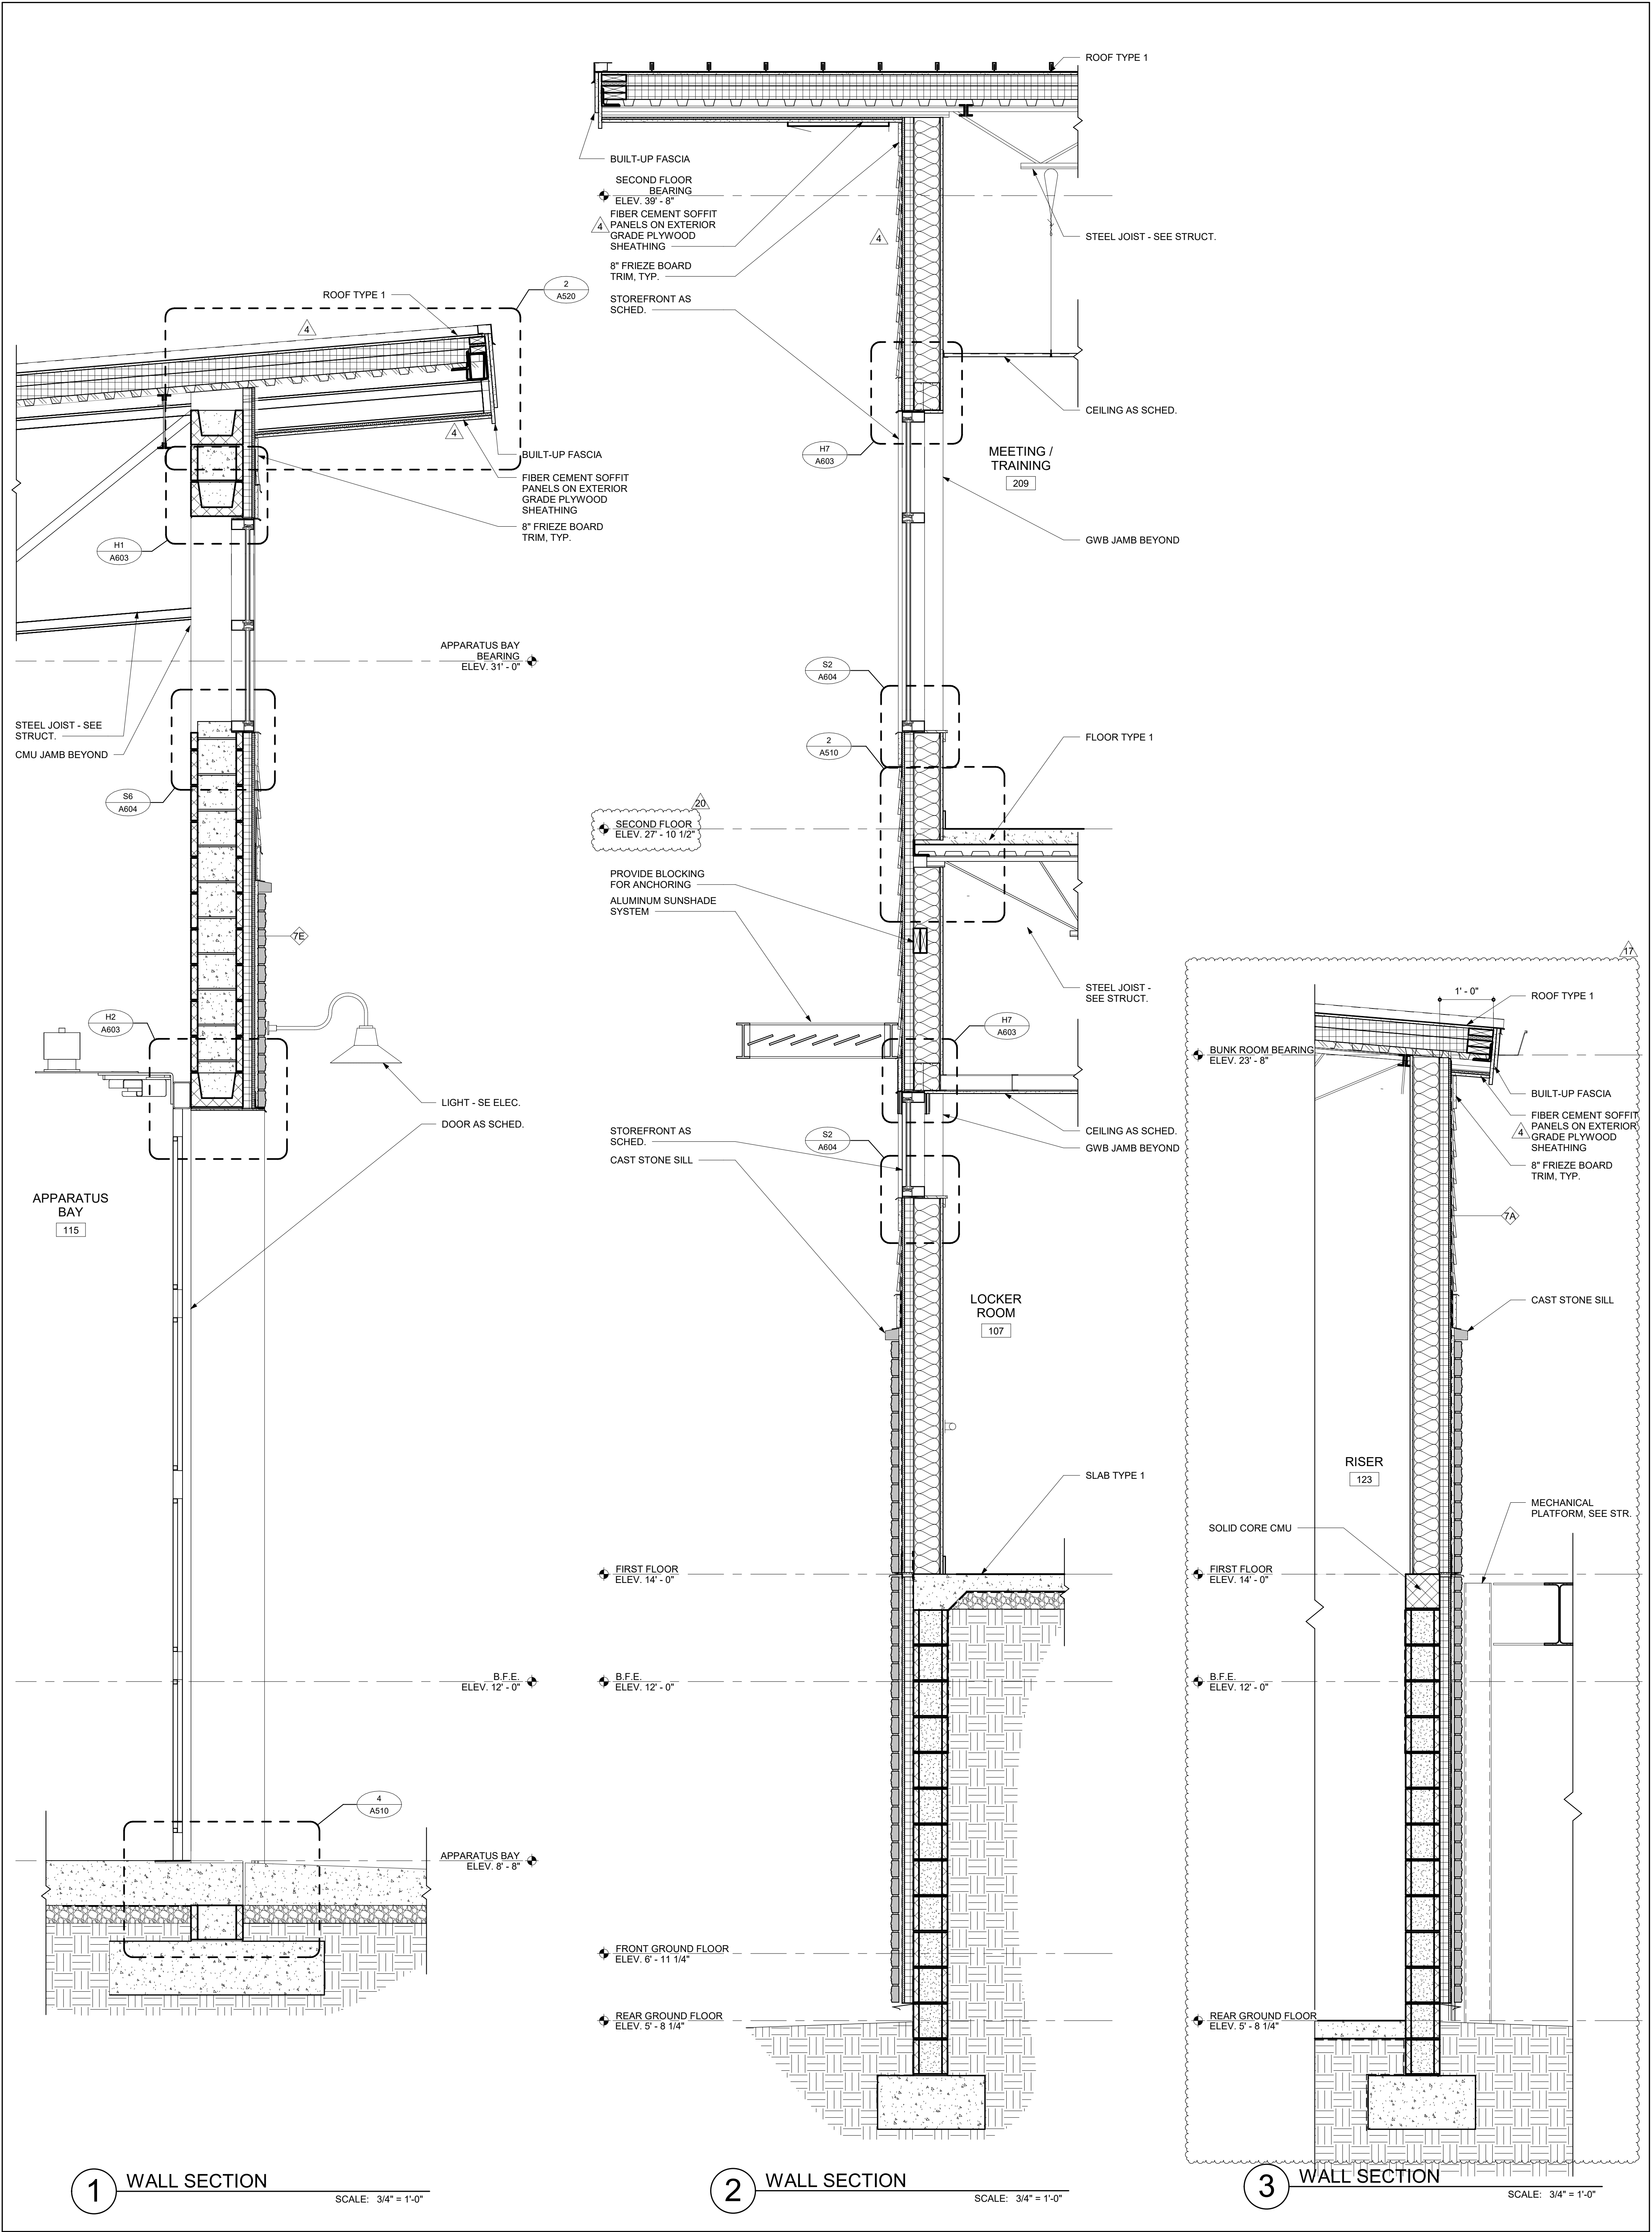 ROOF TYPE 1
BUILT-UP FASCIA
SECOND FLOOR
BEARING
ELEV. 39' - 8"
4
FIBER CEMENT SOFFIT
PANELS ON EXTERIOR
GRADE PLYWOOD
SHEATHING
8" FRIEZE BOARD
TRIM, TYP.
STOREFRONT AS
SCHED.
4
STEEL JOIST - SEE STRUCT.
CEILING AS SCHED.
H7
A603
MEETING /
TRAINING
209
GWB JAMB BEYOND
S2
A604
2
A510
FLOOR TYPE 1
20
SECOND FLOOR
ELEV. 27' - 10 1/2"
PROVIDE BLOCKING
FOR ANCHORING
ALUMINUM SUNSHADE
SYSTEM
STEEL JOIST -
SEE STRUCT.
H7
A603
STOREFRONT AS
SCHED.
CAST STONE SILL
S2
A604
CEILING AS SCHED.
GWB JAMB BEYOND
LOCKER
ROOM
107
SLAB TYPE 1
FIRST FLOOR
ELEV. 14' - 0"
B.F.E.
ELEV. 12' - 0"
FRONT GROUND FLOOR
ELEV. 6' - 11 1/4"
REAR GROUND FLOOR
ELEV. 5' - 8 1/4"
2
WALL SECTION
SCALE: 3/4" = 1'-0"
ROOF TYPE 1
2
A520
4
4
BUILT-UP FASCIA
FIBER CEMENT SOFFIT
PANELS ON EXTERIOR
GRADE PLYWOOD
SHEATHING
8" FRIEZE BOARD
TRIM, TYP.
H1
A603
APPARATUS BAY
BEARING
ELEV. 31' - 0"
STEEL JOIST - SEE
STRUCT.
CMU JAMB BEYOND
S6
A604
7E
H2
A603
LIGHT - SE ELEC.
DOOR AS SCHED.
APPARATUS
BAY
115
B.F.E.
ELEV. 12' - 0"
4
A510
APPARATUS BAY
ELEV. 8' - 8"
1
WALL SECTION
SCALE: 3/4" = 1'-0"
17
1' - 0"
ROOF TYPE 1
BUNK ROOM BEARING
ELEV. 23' - 8"
BUILT-UP FASCIA
FIBER CEMENT SOFFIT
PANELS ON EXTERIOR
4
GRADE PLYWOOD
SHEATHING
8" FRIEZE BOARD
TRIM, TYP.
7A
CAST STONE SILL
RISER
123
MECHANICAL
PLATFORM, SEE STR.
SOLID CORE CMU
FIRST FLOOR
ELEV. 14' - 0"
B.F.E.
ELEV. 12' - 0"
REAR GROUND FLOOR
ELEV. 5' - 8 1/4"
3
WALL SECTION
SCALE: 3/4" = 1'-0"